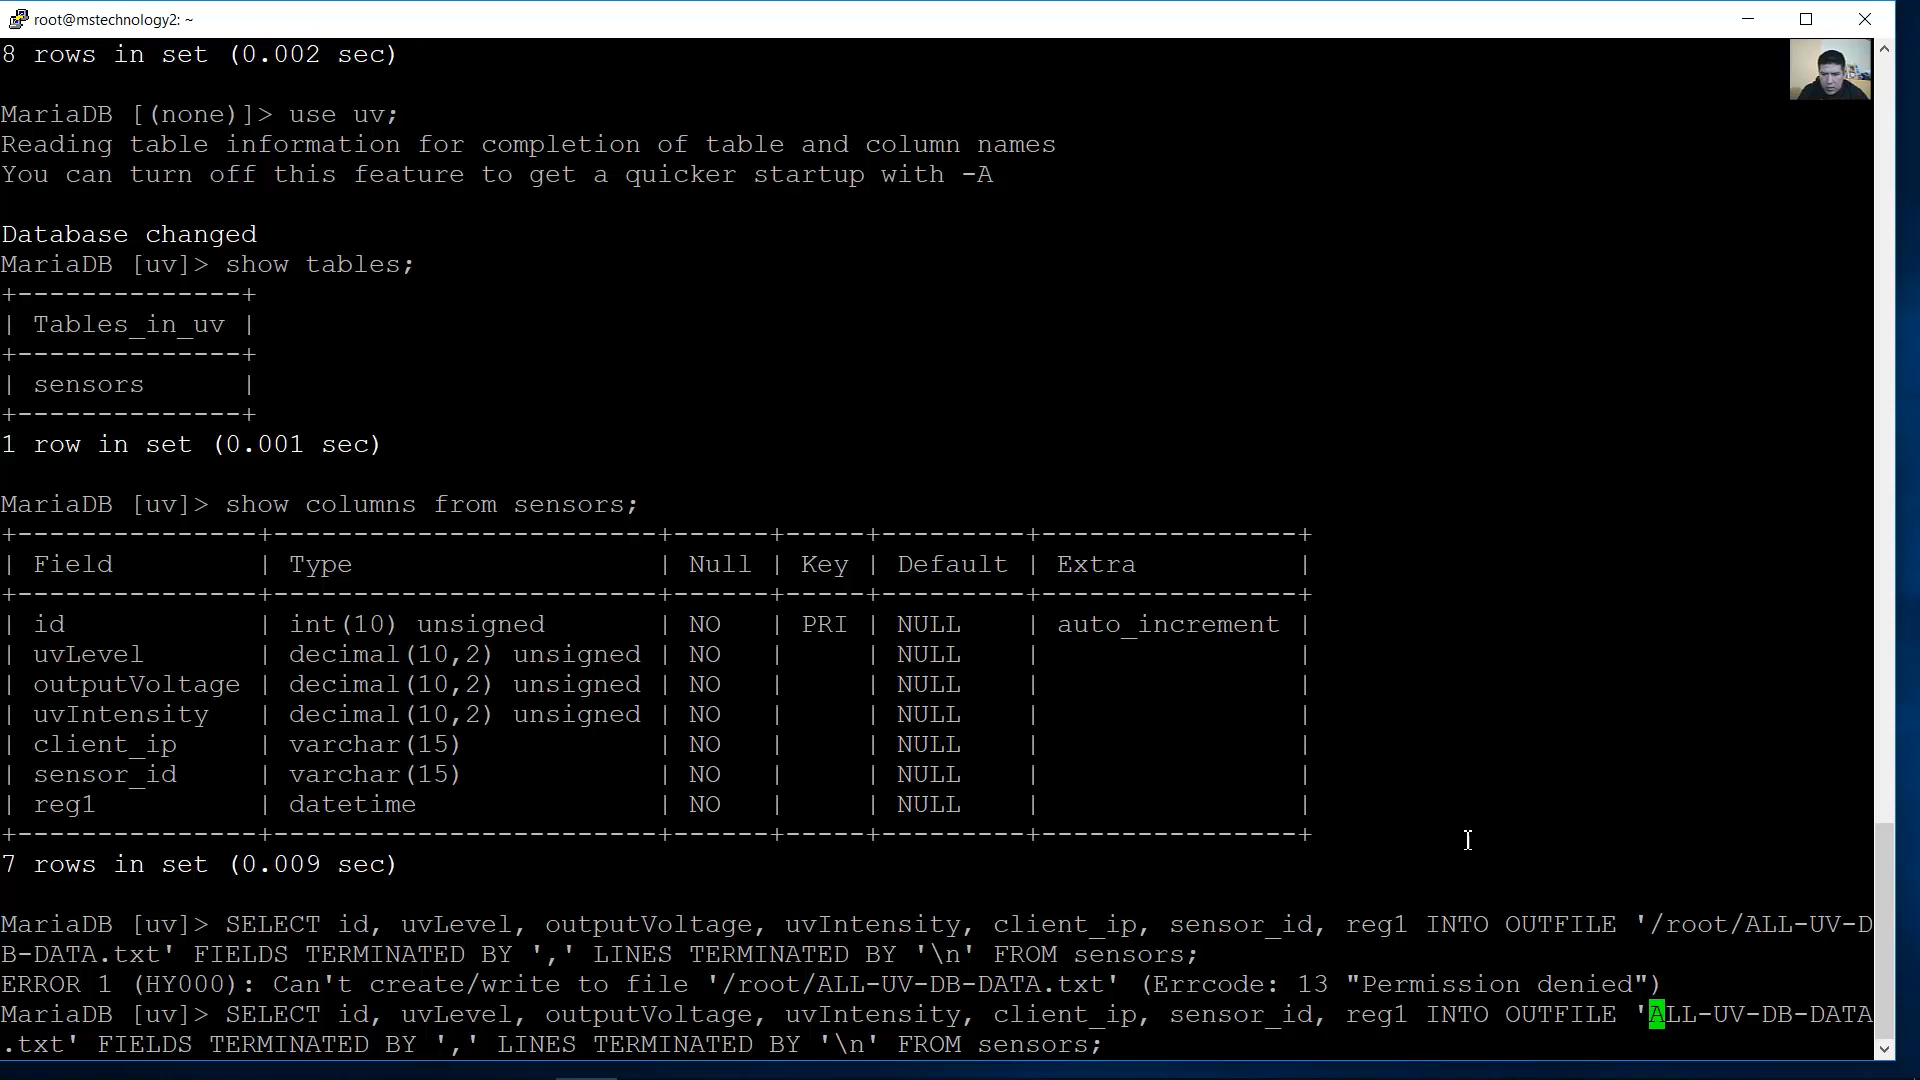 root@mstechnology2: ~
8 rows in set (0.002 sec)
MariaDB [(none)]> use uv;
Reading table information for completion of table and column names
You can turn off this feature to get a quicker startup with -A
Database changed
MariaDB [uv]> show tables;
+--------------+
| Tables_in_uv |
+--------------+
| sensors      |
+--------------+
1 row in set (0.001 sec)
MariaDB [uv]> show columns from sensors;
+---------------+------------------------+------+-----+---------+----------------+
| Field         | Type                   | Null | Key | Default | Extra          |
+---------------+------------------------+------+-----+---------+----------------+
| id            | int(10) unsigned       | NO   | PRI | NULL    | auto_increment |
| uvLevel       | decimal(10,2) unsigned | NO   |     | NULL    |                |
| outputVoltage | decimal(10,2) unsigned | NO   |     | NULL    |                |
| uvIntensity   | decimal(10,2) unsigned | NO   |     | NULL    |                |
| client_ip     | varchar(15)            | NO   |     | NULL    |                |
| sensor_id     | varchar(15)            | NO   |     | NULL    |                |
| reg1          | datetime               | NO   |     | NULL    |                |
+---------------+------------------------+------+-----+---------+----------------+
7 rows in set (0.009 sec)
MariaDB [uv]> SELECT id, uvLevel, outputVoltage, uvIntensity, client_ip, sensor_id, reg1 INTO OUTFILE '/root/ALL-UV-D
B-DATA.txt' FIELDS TERMINATED BY ',' LINES TERMINATED BY '\n' FROM sensors;
ERROR 1 (HY000): Can't create/write to file '/root/ALL-UV-DB-DATA.txt' (Errcode: 13 "Permission denied")
MariaDB [uv]> SELECT id, uvLevel, outputVoltage, uvIntensity, client_ip, sensor_id, reg1 INTO OUTFILE 'ALL-UV-DB-DATA
.txt' FIELDS TERMINATED BY ',' LINES TERMINATED BY '\n' FROM sensors;